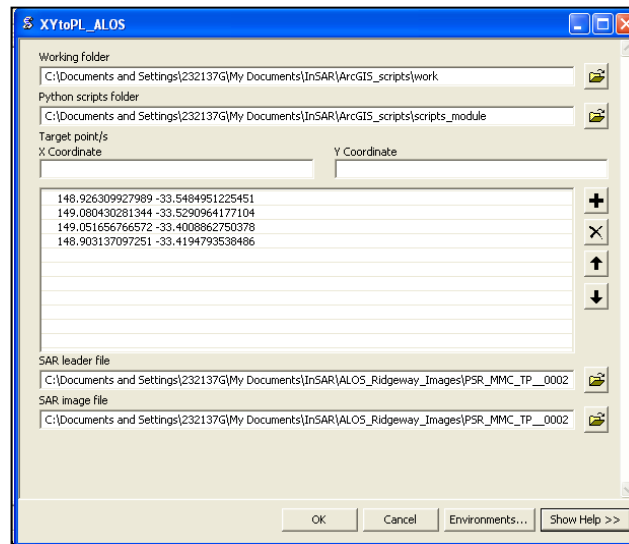 XYtoPL_ALOS
Working folder
C:\Documents and Settings\232137G\My Documents\InSAR\ArcGIS_scripts\work
Python scripts folder
C:\Documents and Settings\232137G\My Documents\InSAR\ArcGIS_scripts\scripts_module
Target point/s
X Coordinate Y Coordinate
148.926309927989 -33.5484951225451
149.080430281344 -33.5290964177104
149.051656766572 -33.4008862750378
148.903137097251 -33.4194793538486
SAR leader file
C:\Documents and Settings\232137G\My Documents\InSAR\ALOS_Ridgeway_Images\PSR_MMC_TP__0002
SAR image file
C:\Documents and Settings\232137G\My Documents\InSAR\ALOS_Ridgeway_Images\PSR_MMC_TP__0002
OK Cancel Environments... Show Help >>